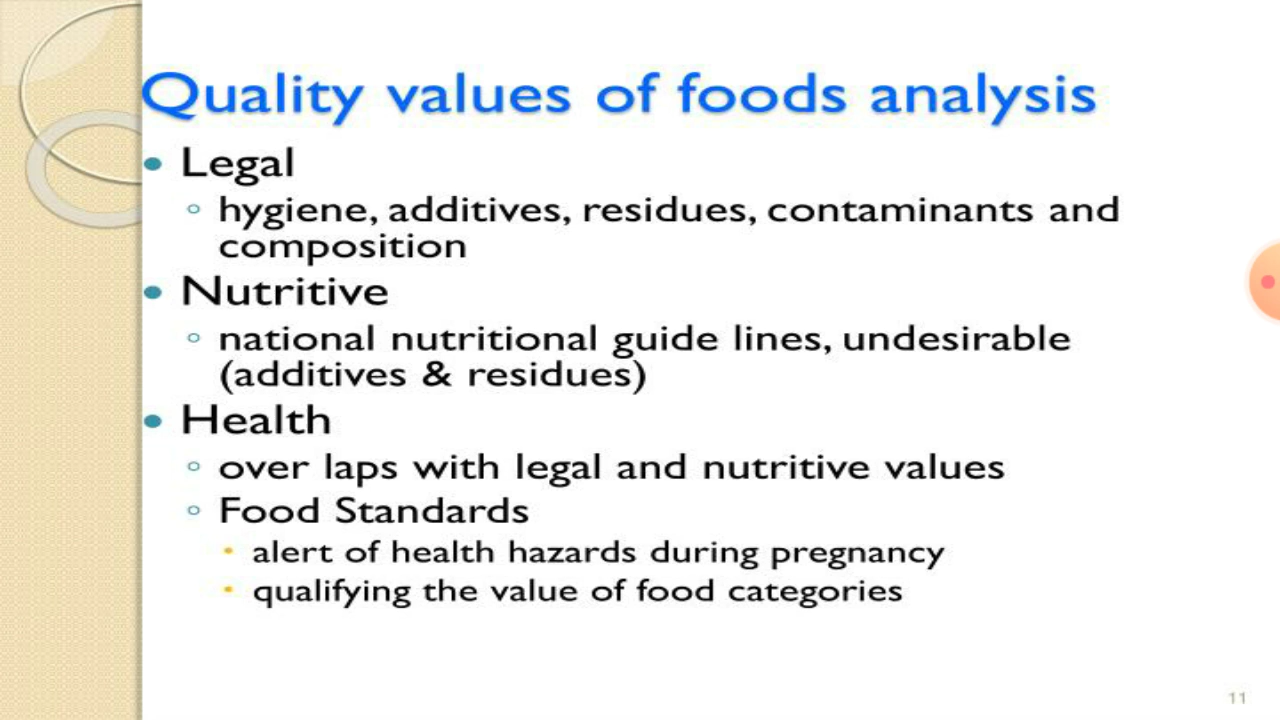 Quality values of foods analysis
• Legal
◦ hygiene, additives, residues, contaminants and
composition
• Nutritive
◦ national nutritional guide lines, undesirable
(additives & residues)
• Health
◦ over laps with legal and nutritive values
◦ Food Standards
• alert of health hazards during pregnancy
• qualifying the value of food categories
11